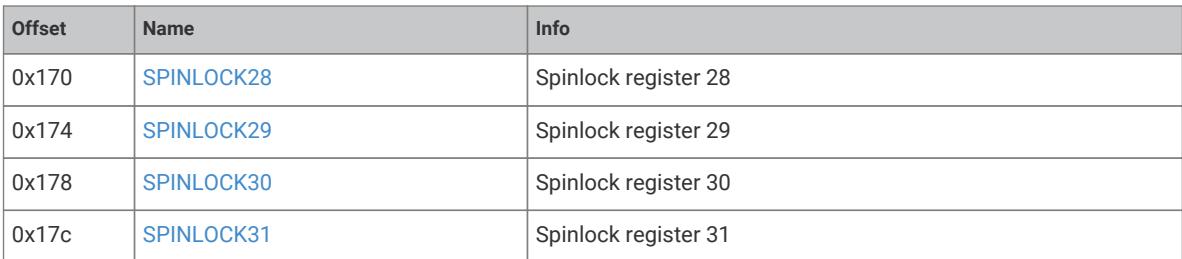 Offset Name Info
0x170 SPINLOCK28 Spinlock register 28
0x174 SPINLOCK29 Spinlock register 29
0x178 SPINLOCK30 Spinlock register 30
0x17c SPINLOCK31 Spinlock register 31